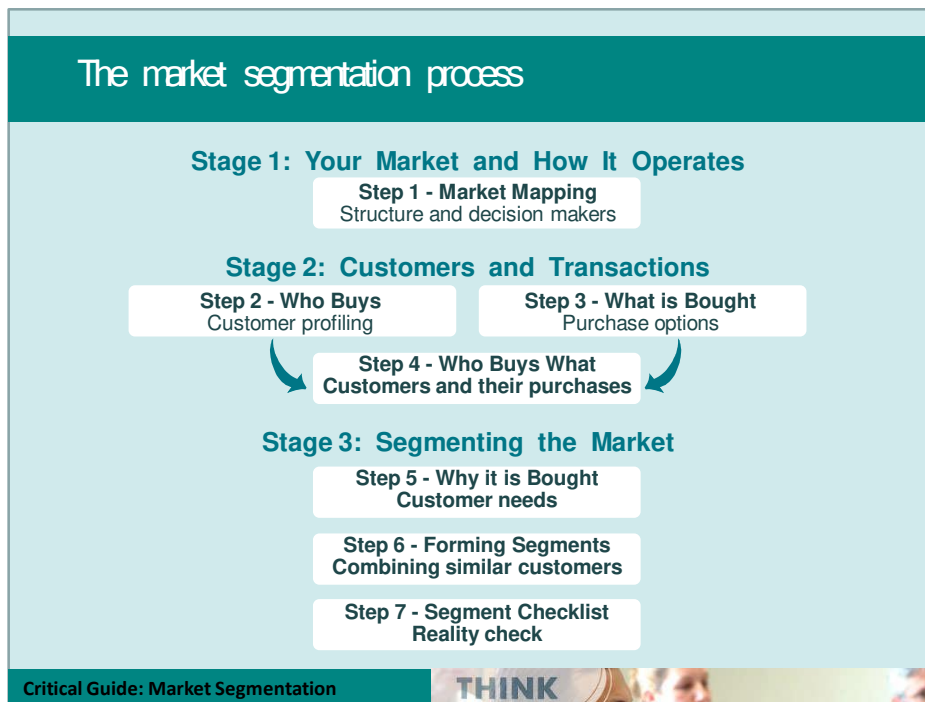 The market segmentation process
Stage 1: Your Market and How It Operates
Step 1 - Market Mapping
Structure and decision makers
Stage 2: Customers and Transactions
Step 2 - Who Buys
Customer profiling
Step 3 - What is Bought
Purchase options
Step 4 - Who Buys What
Customers and their purchases
Stage 3: Segmenting the Market
Step 5 - Why it is Bought
Customer needs
Step 6 - Forming Segments
Combining similar customers
Step 7 - Segment Checklist
Reality check
Critical Guide: Market Segmentation
THINK